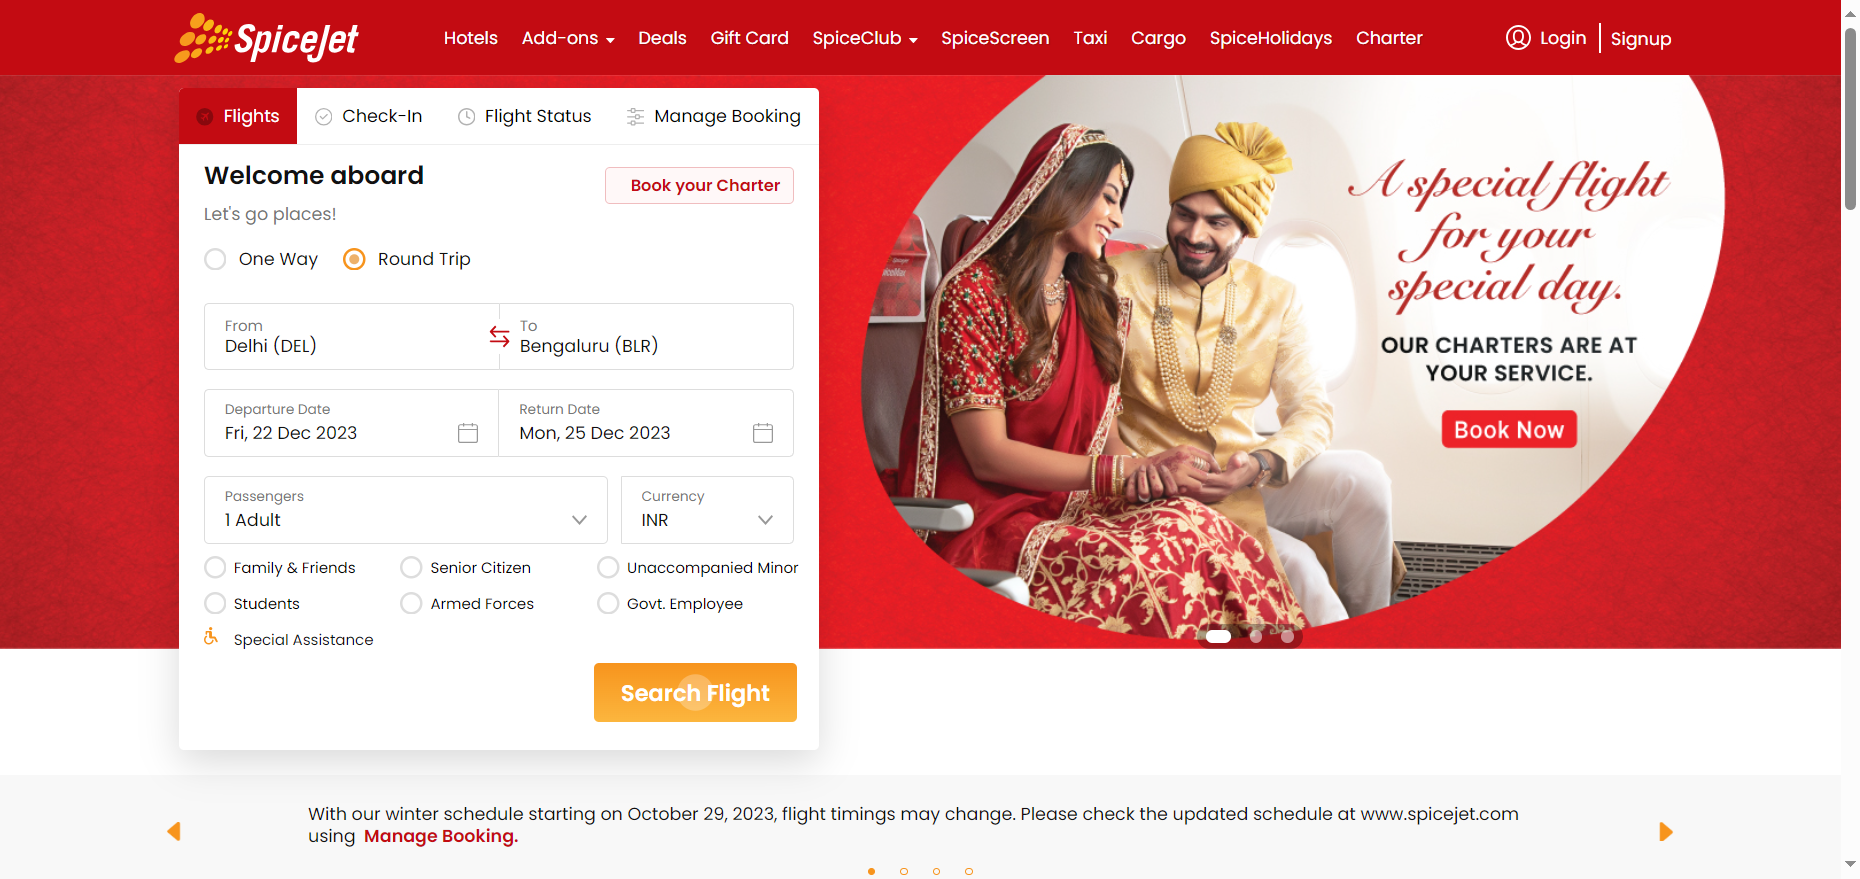 SpiceJet
Hotels Add-ons Deals Gift Card SpiceClub SpiceScreen Taxi Cargo SpiceHolidays Charter Login Signup
Flights Check-In Flight Status Manage Booking
Welcome aboard
Book your Charter
Let's go places!
One Way Round Trip
From
Delhi (DEL)
To
Bengaluru (BLR)
Departure Date
Fri, 22 Dec 2023
Return Date
Mon, 25 Dec 2023
Passengers
1 Adult
Currency
INR
Family & Friends Senior Citizen Unaccompanied Minor
Students Armed Forces Govt. Employee
Special Assistance
Search Flight
A special flight
for your
special day.
OUR CHARTERS ARE AT
YOUR SERVICE.
Book Now
With our winter schedule starting on October 29, 2023, flight timings may change. Please check the updated schedule at www.spicejet.com
using Manage Booking.